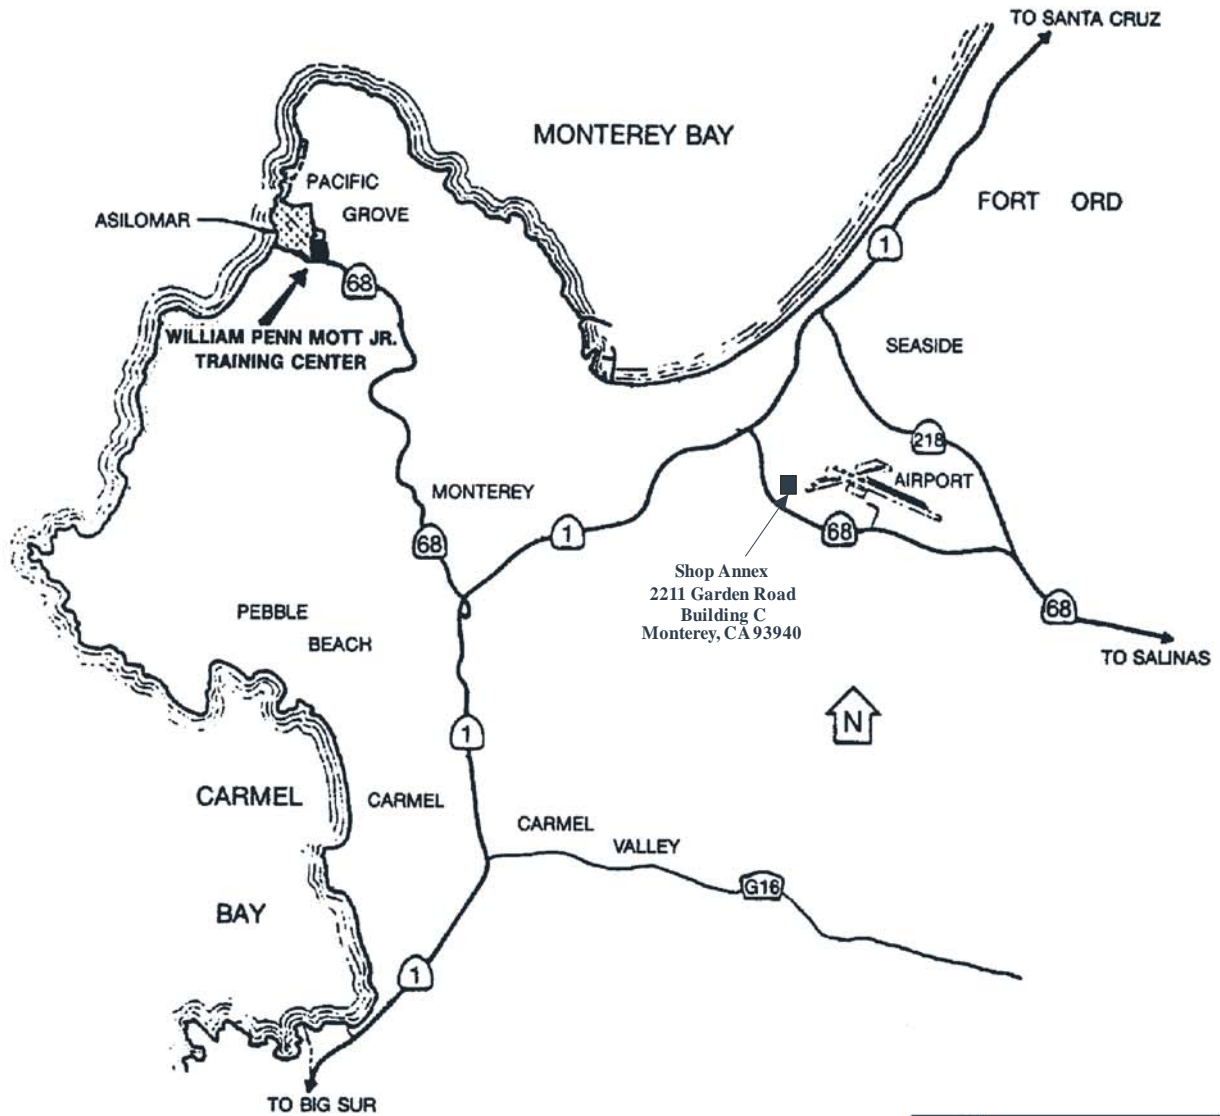 TO SANTA CRUZ
MONTEREY BAY
PACIFIC
GROVE
FORT ORD
ASILOMAR
1
68
WILLIAM PENN MOTT JR.
TRAINING CENTER
SEASIDE
218
AIRPORT
MONTEREY
68
1
68
Shop Annex
2211 Garden Road
Building C
Monterey, CA 93940
68
TO SALINAS
PEBBLE
BEACH
N
1
CARMEL
BAY
CARMEL
CARMEL
VALLEY
G16
1
TO BIG SUR